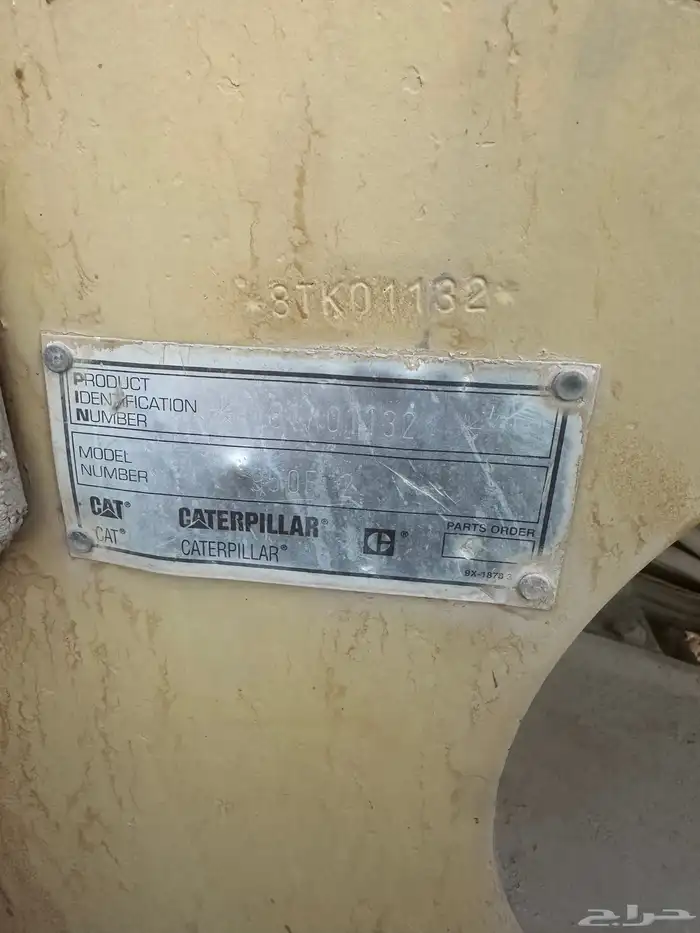 *8TK01132*
PRODUCT
IDENTIFICATION
NUMBER
MODEL
NUMBER
CAT®
CATERPILLAR®
CAT®
CATERPILLAR®
PARTS ORDER
حراج